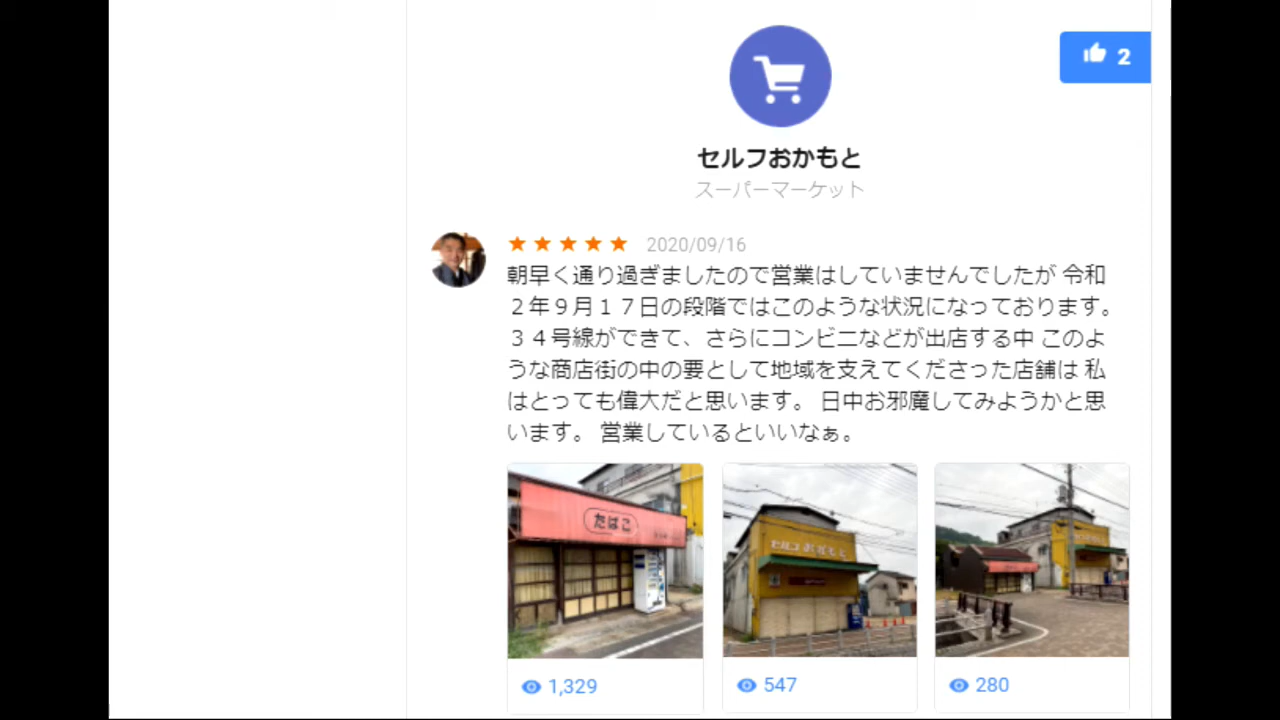 2
セルフおかもと
スーパーマーケット
2020/09/16
朝早く通り過ぎましたので営業はしていませんでしたが 令和
２年９月１７日の段階ではこのような状況になっております。
３４号線ができて、さらにコンビニなどが出店する中 このよ
うな商店街の中の要として地域を支えてくださった店舗は 私
はとっても偉大だと思います。 日中お邪魔してみようかと思
います。 営業しているといいなぁ。
たばこ
セルフ おかもと
1,329
547
280